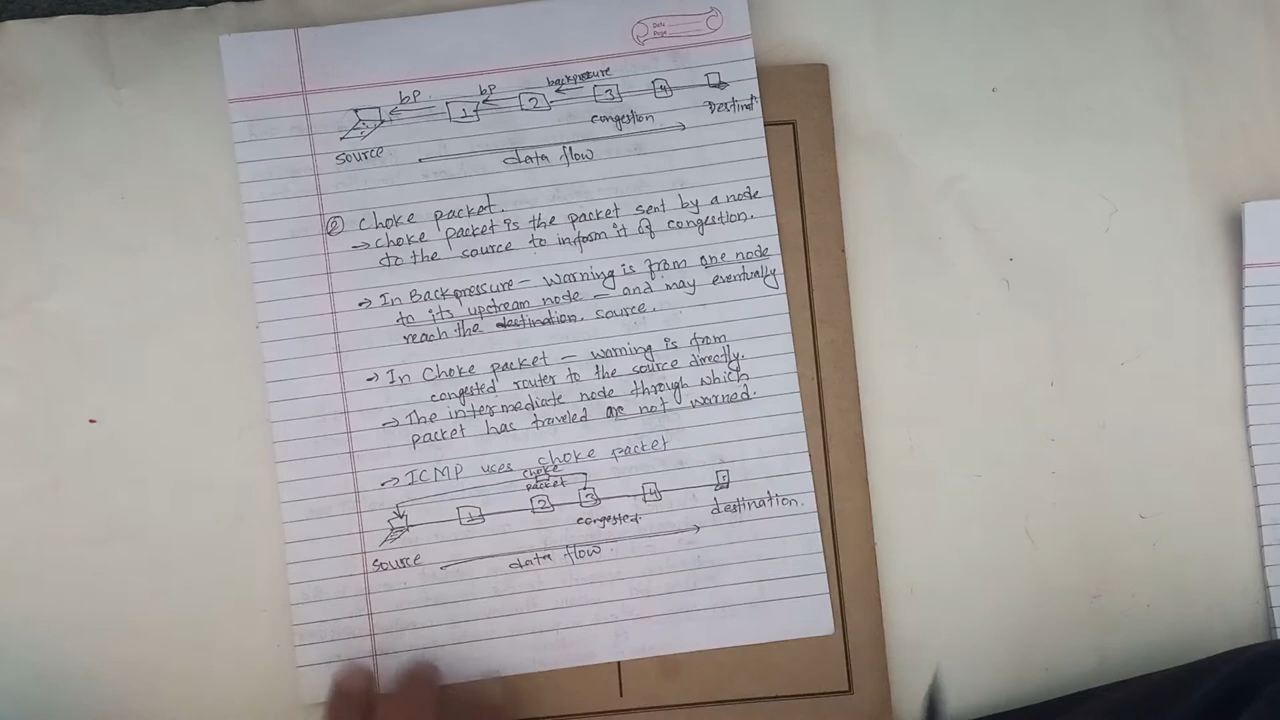 Date
Page
bP bP backpressure
1 2 3 4
source congestion Destinat
data flow
② Choke packet.
→ choke packet is the packet sent by a node
to the source to inform it of congestion.
→ In Backpressure - Warning is from one node
to its upstream node - and may eventually
reach the destination. source.
→ In Choke packet - warning is from
congested router to the source directly.
→ The intermediate node through which
packet has traveled are not warned.
→ ICMP uses choke packet
choke
packet
1 2 3 4
source congested. destination.
data flow